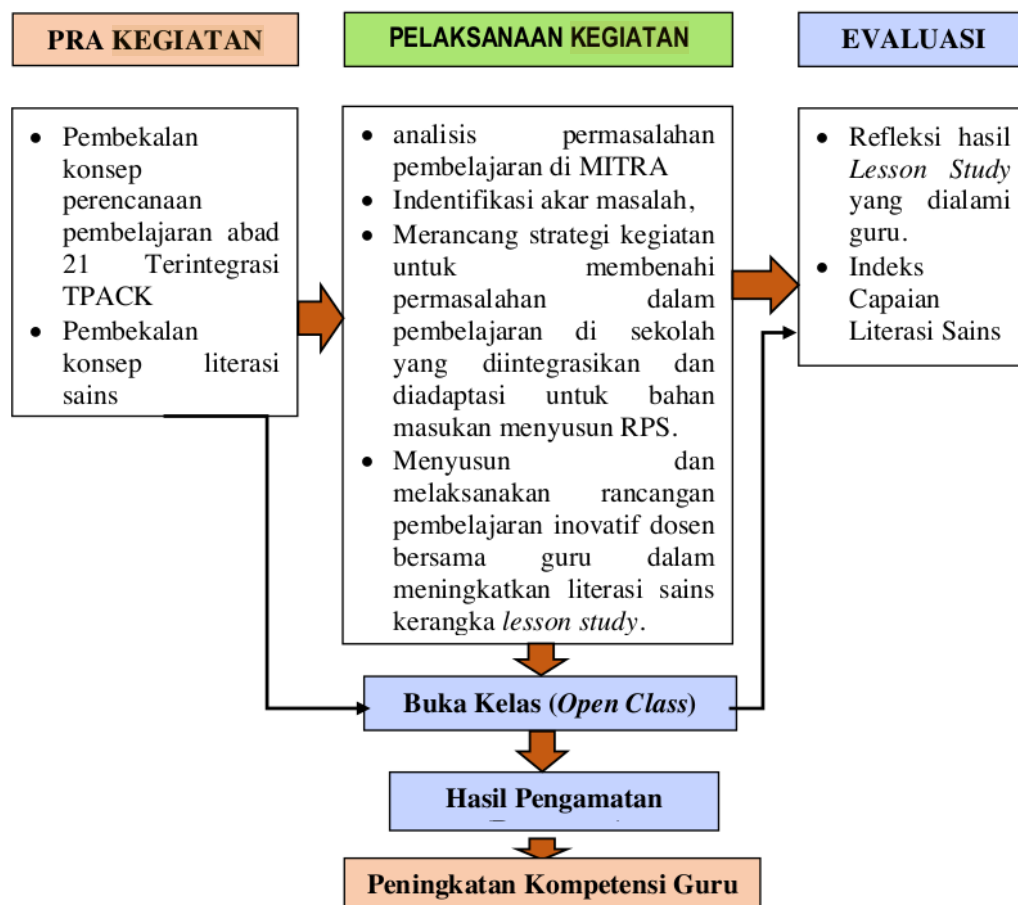 PRA KEGIATAN
PELAKSANAAN KEGIATAN
EVALUASI
• Pembekalan
konsep
perencanaan
pembelajaran abad
21 Terintegrasi
TPACK
• Pembekalan
konsep literasi
sains
• analisis permasalahan
pembelajaran di MITRA
• Indentifikasi akar masalah,
• Merancang strategi kegiatan
untuk membenahi
permasalahan dalam
pembelajaran di sekolah
yang diintegrasikan dan
diadaptasi untuk bahan
masukan menyusun RPS.
• Menyusun dan
melaksanakan rancangan
pembelajaran inovatif dosen
bersama guru dalam
meningkatkan literasi sains
kerangka lesson study.
• Refleksi hasil
Lesson Study
yang dialami
guru.
• Indeks
Capaian
Literasi Sains
Buka Kelas (Open Class)
Hasil Pengamatan
Peningkatan Kompetensi Guru